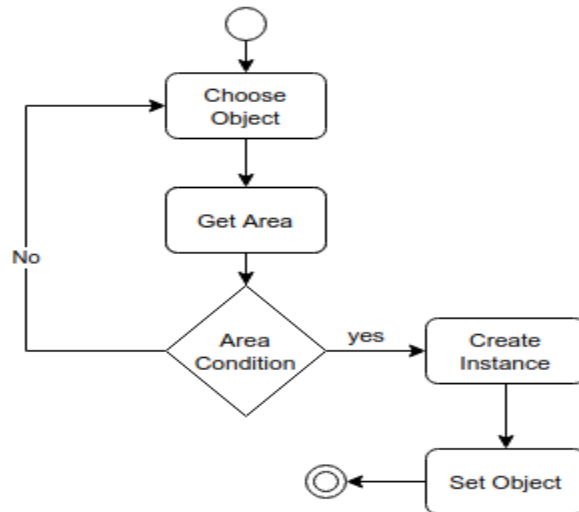 Choose
Object
Get Area
No
Area
Condition
yes
Create
Instance
Set Object